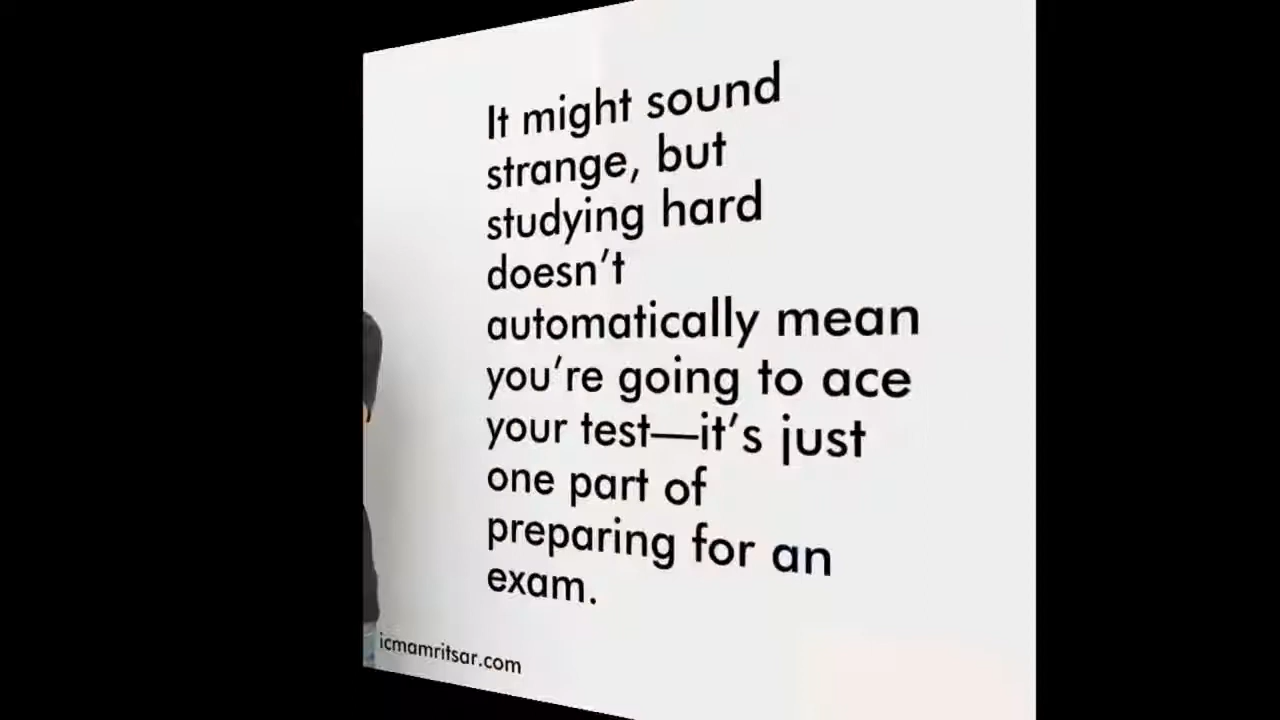 It might sound
strange, but
studying hard
doesn’t
automatically mean
you’re going to ace
your test—it’s just
one part of
preparing for an
exam.
icmamritsar.com